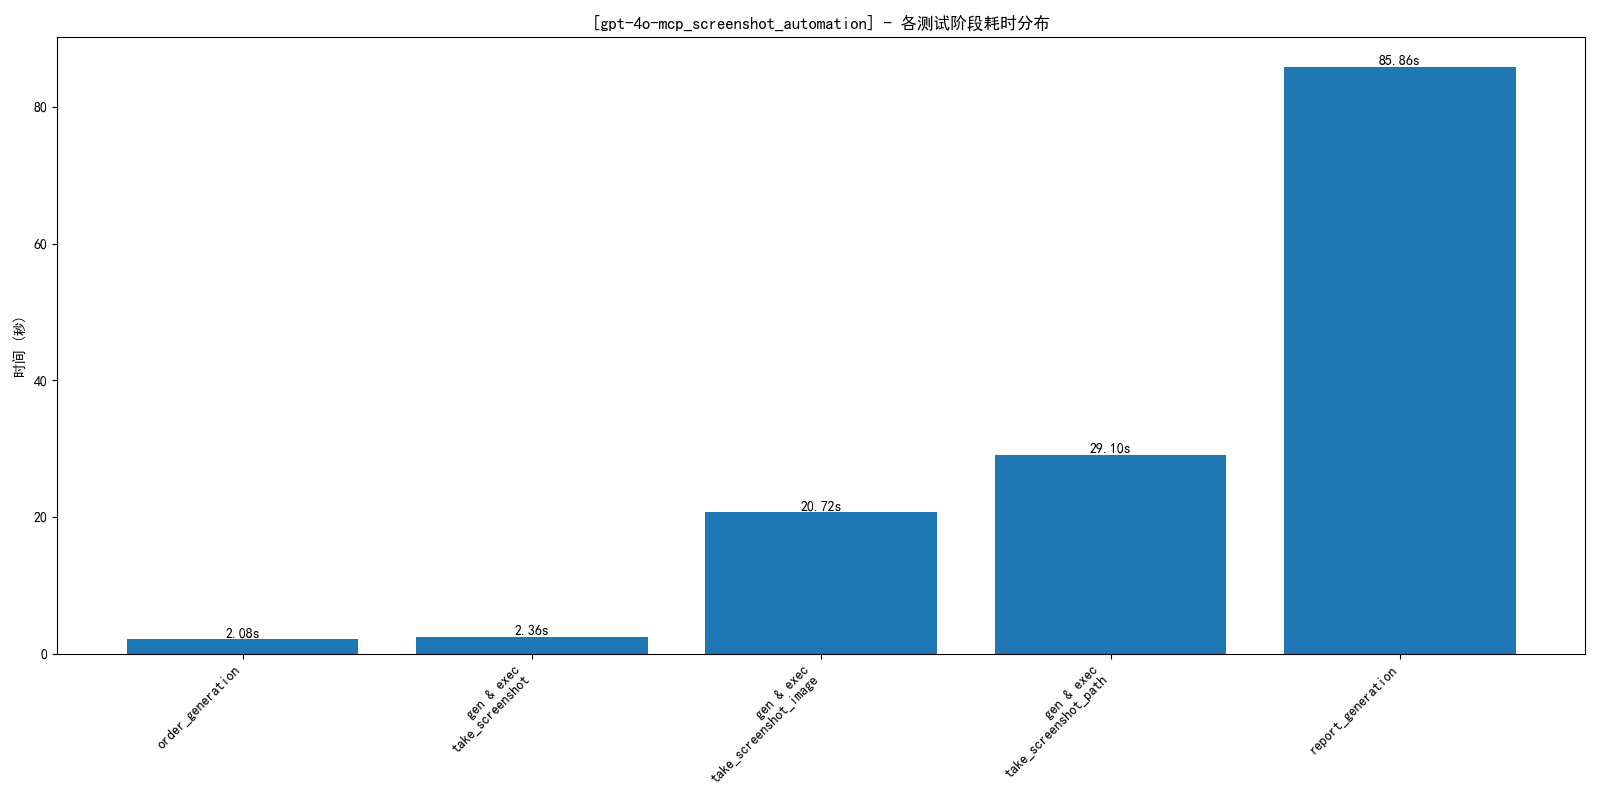 [gpt-4o-mcp_screenshot_automation] - 各测试阶段耗时分布
时间 (秒)
80
60
40
20
0
2.08s
2.36s
20.72s
29.10s
85.86s
order_generation
gen & exec
take_screenshot
gen & exec
take_screenshot_image
gen & exec
take_screenshot_path
report_generation